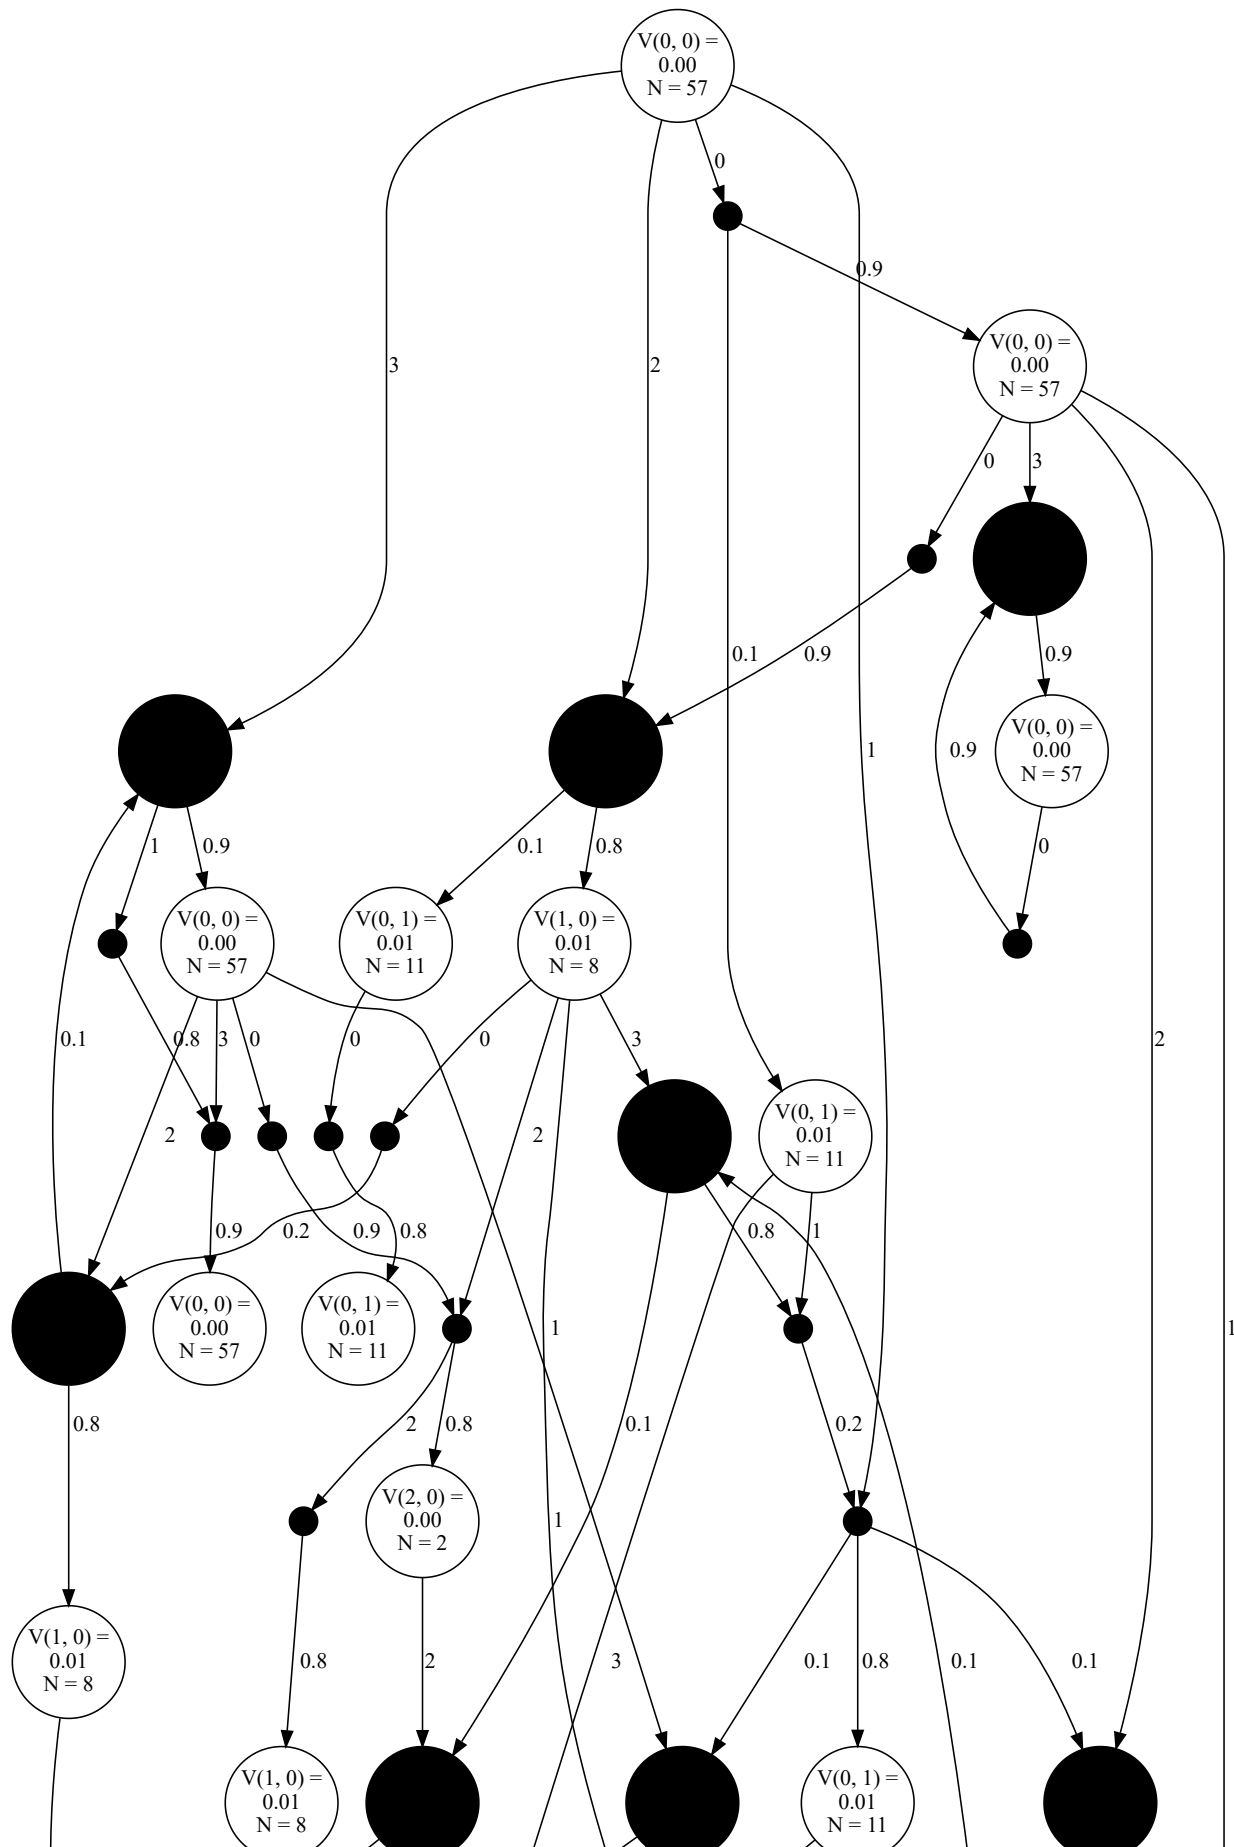 V(0, 0) =
0.00
N = 57
0
0.9
3
2
V(0, 0) =
0.00
N = 57
0
3
0.1
0.9
0.9
1
0.9
V(0, 0) =
0.00
N = 57
1
0.9
0.1
0.8
0
V(0, 0) =
0.00
N = 57
V(0, 1) =
0.01
N = 11
V(1, 0) =
0.01
N = 8
0.1
0.8
3
0
0
0
3
2
2
2
V(0, 1) =
0.01
N = 11
0.9
0.2
0.9
0.8
0.8
1
V(0, 0) =
0.00
N = 57
V(0, 1) =
0.01
N = 11
1
1
0.8
2
0.8
0.1
0.2
V(2, 0) =
0.00
N = 2
1
V(1, 0) =
0.01
N = 8
0.8
2
3
0.1
0.8
0.1
0.1
V(1, 0) =
0.01
N = 8
V(0, 1) =
0.01
N = 11